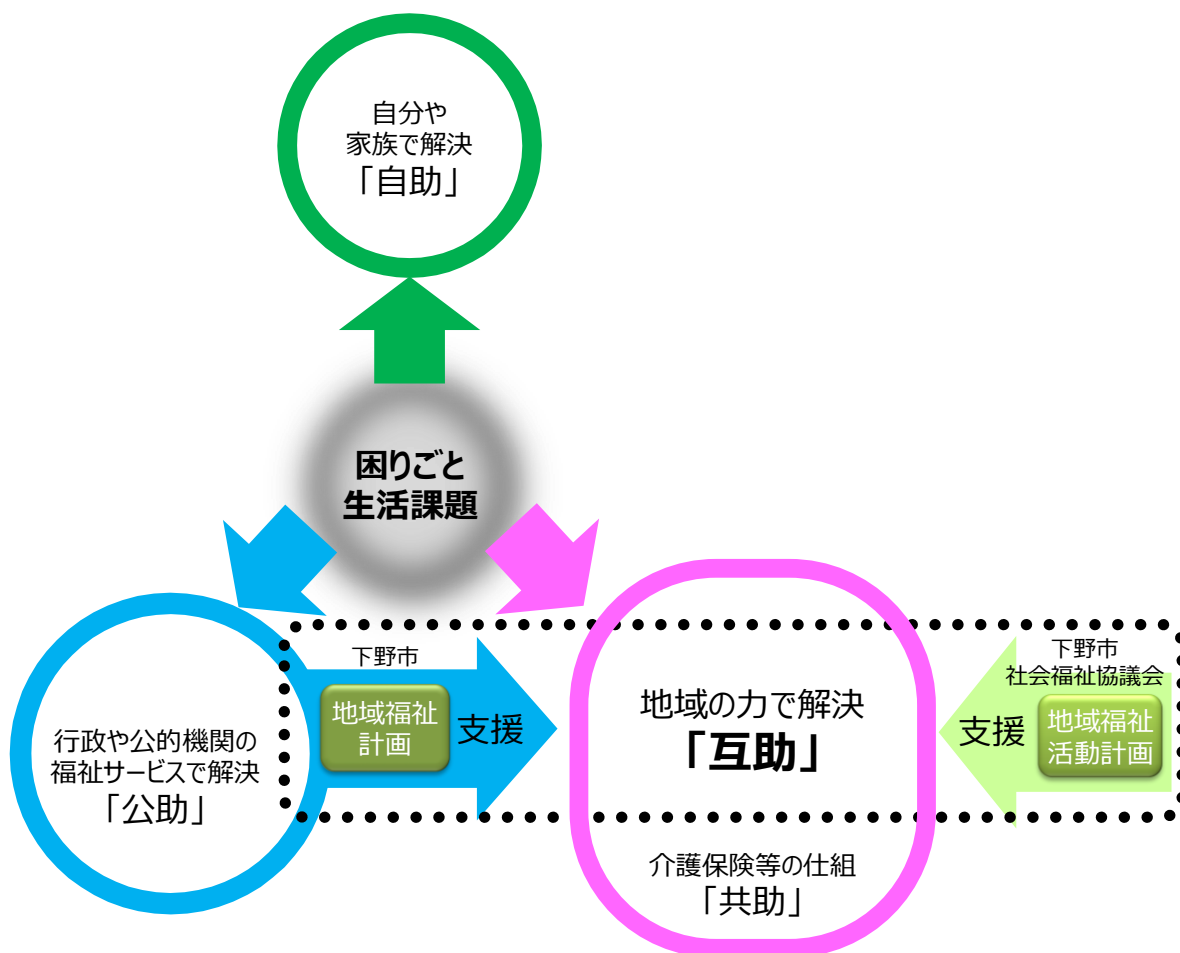 自分や
家族で解決
「自助」
困りごと
生活課題
下野市
地域福祉
計画
支援
行政や公的機関の
福祉サービスで解決
「公助」
地域の力で解決
「互助」
介護保険等の仕組
「共助」
下野市
社会福祉協議会
支援
地域福祉
活動計画